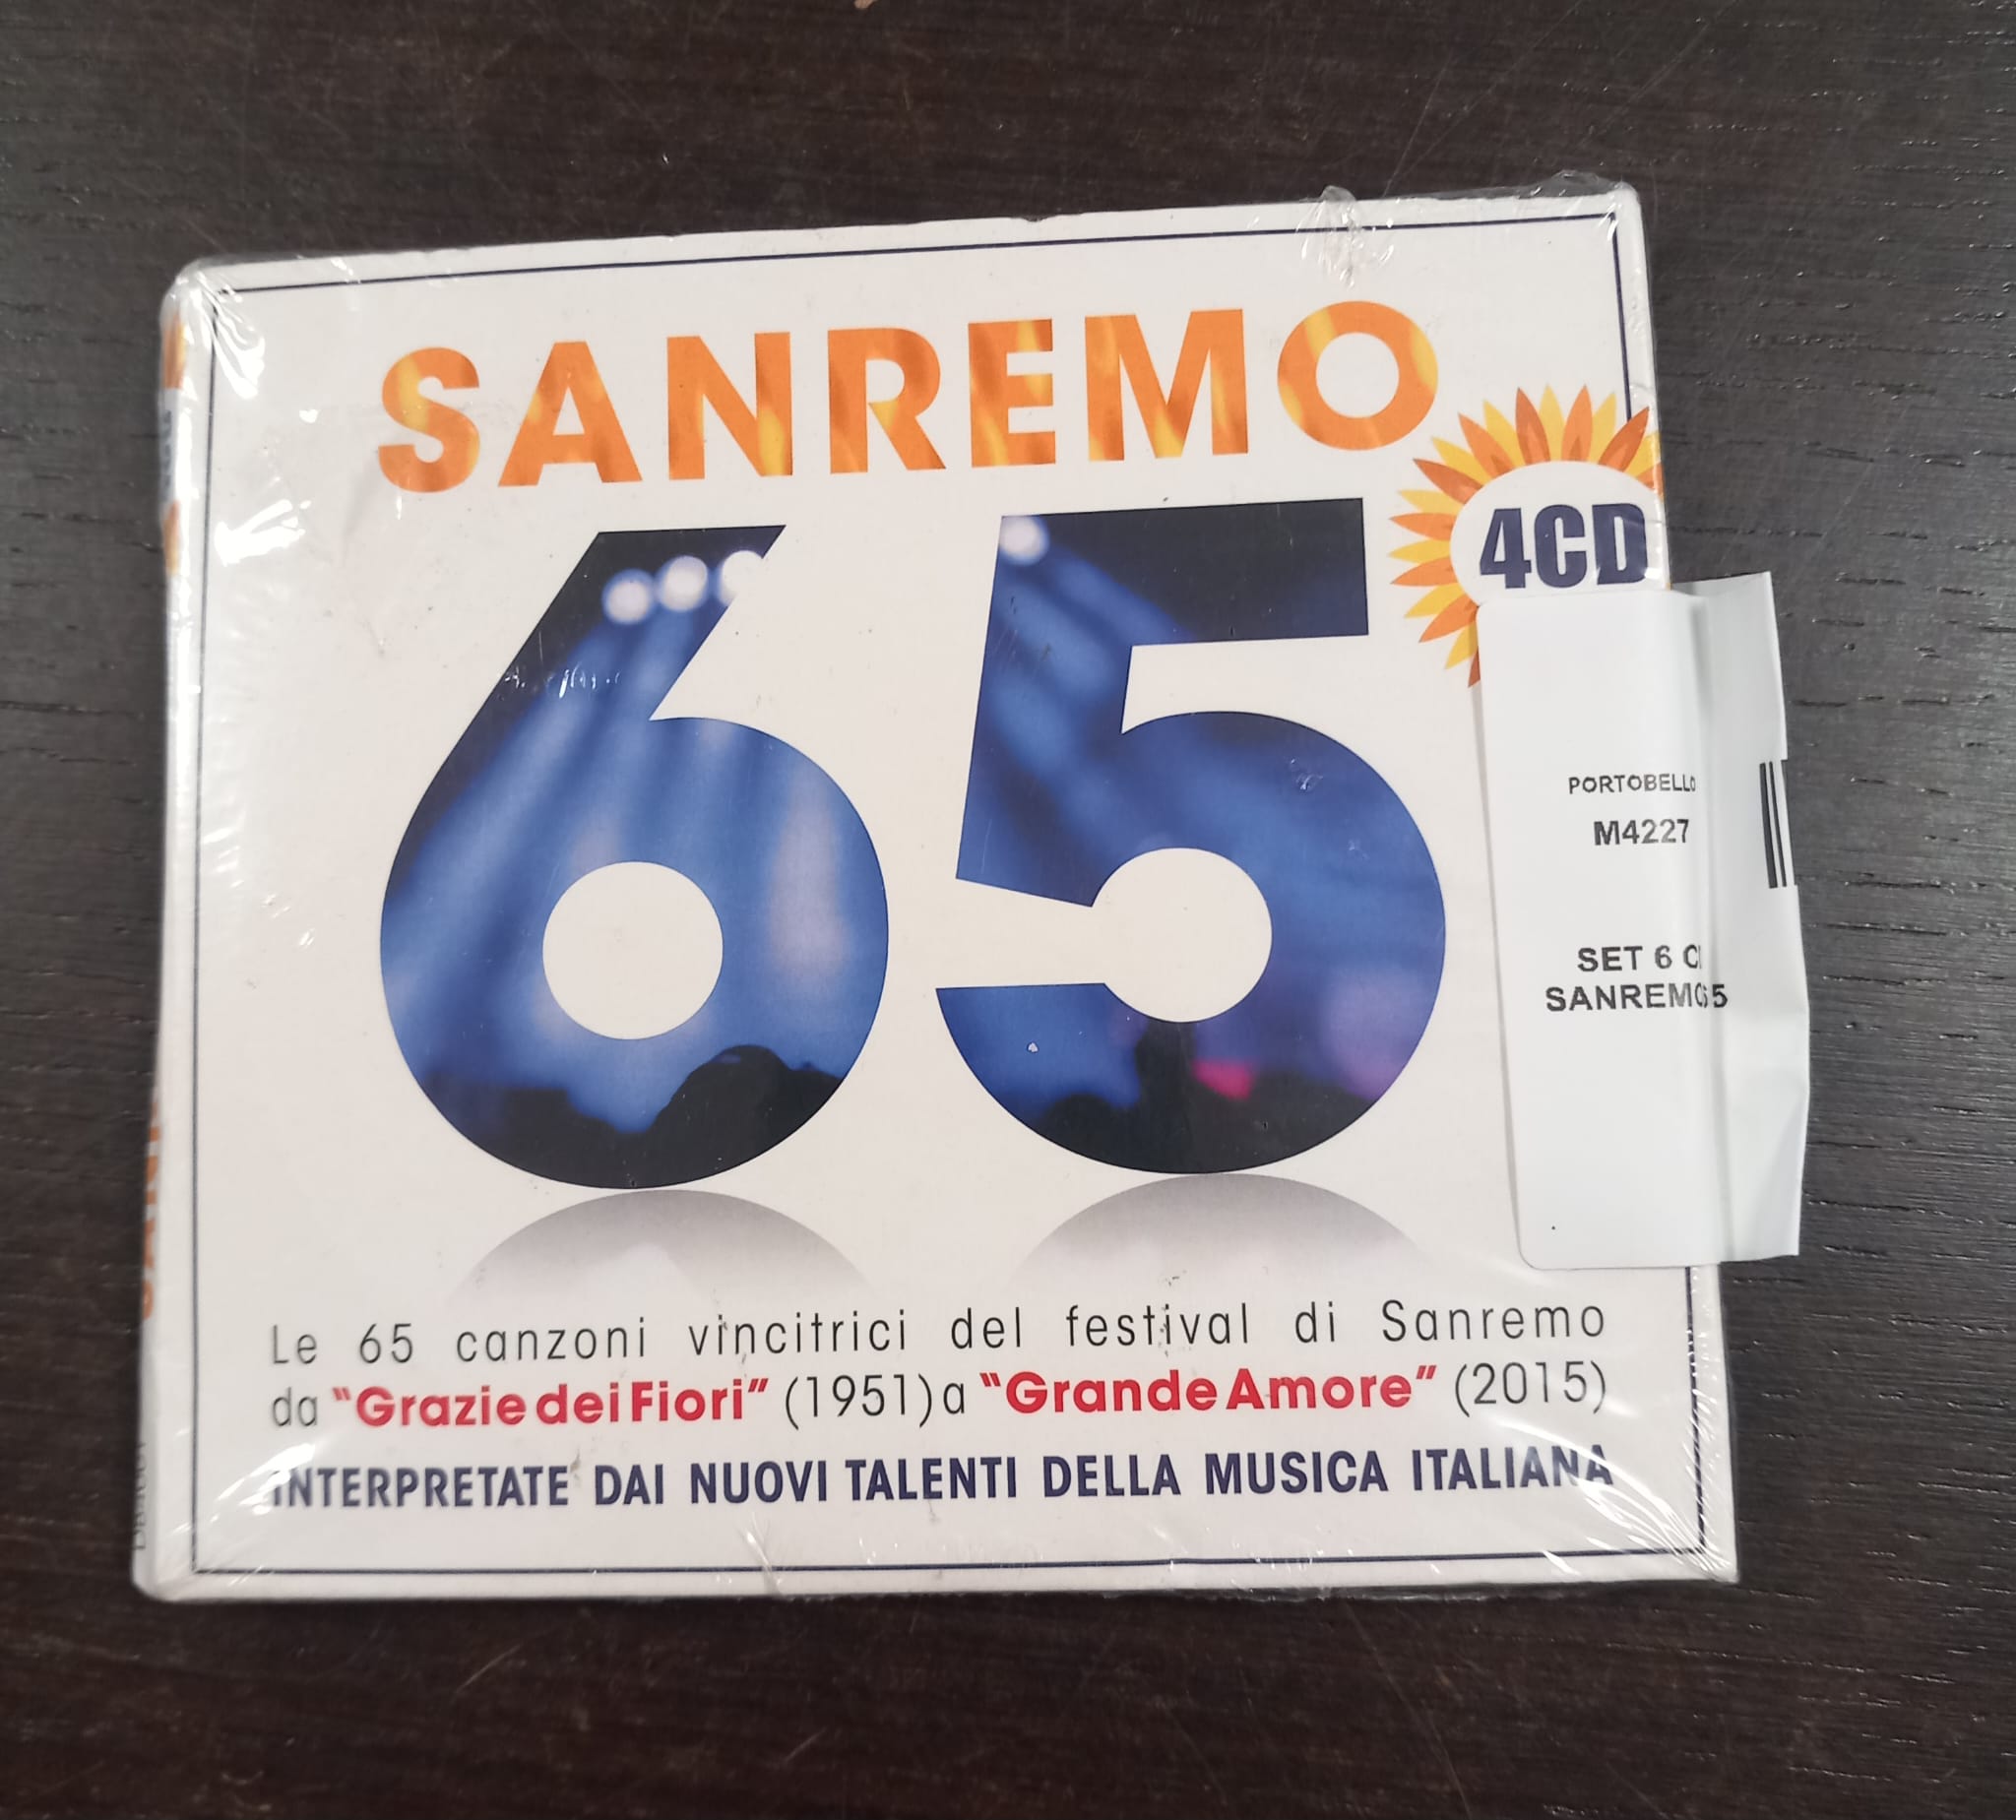 SANREMO
65
4CD
PORTOBELLO
M4227
SET 6
SANREMO65
Le 65 canzoni vincitrici del festival di Sanremo
da "Grazie dei Fiori" (1951) a "Grande Amore" (2015)
INTERPRETATE DAI NUOVI TALENTI DELLA MUSICA ITALIANA